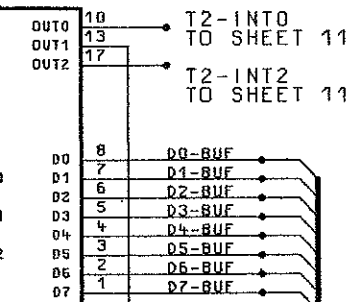 OUT0 10 T2-INT0
TO SHEET 11
OUT1 13
OUT2 17
T2-INT2
TO SHEET 11
D0 8 D0-BUF
D1 7 D1-BUF
D2 6 D2-BUF
D3 5 D3-BUF
D4 4 D4-BUF
D5 3 D5-BUF
D6 2 D6-BUF
D7 1 D7-BUF